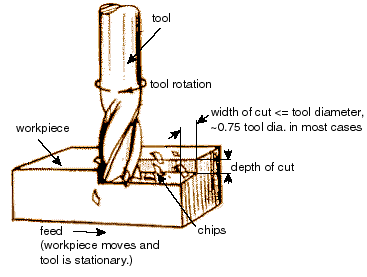 tool
tool rotation
width of cut <= tool diameter,
~0.75 tool dia. in most cases
workpiece
depth of cut
chips
feed
(workpiece moves and
tool is stationary.)